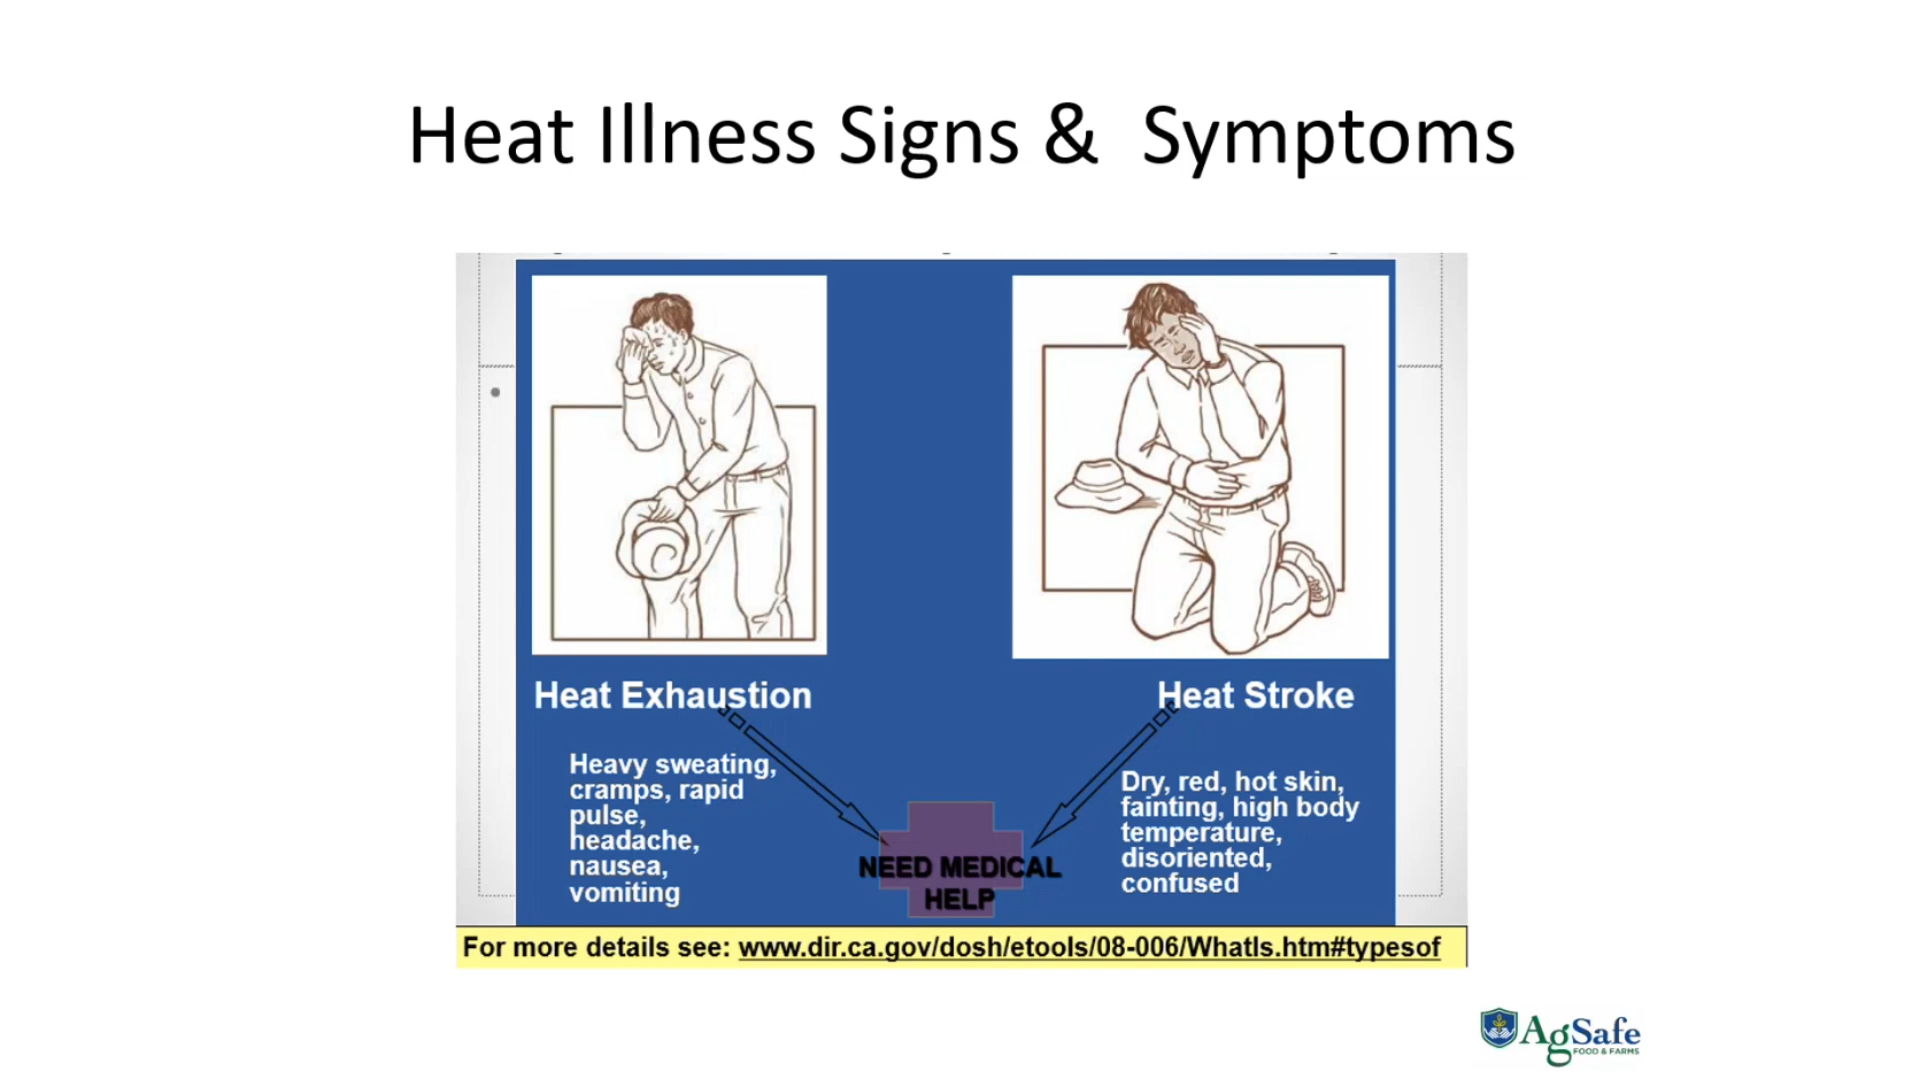 Heat Illness Signs &  Symptoms
Heat Exhaustion
Heavy sweating,
cramps, rapid
pulse,
headache,
nausea,
vomiting
Heat Stroke
Dry, red, hot skin,
fainting, high body
temperature,
disoriented,
confused
NEED MEDICAL
HELP
For more details see: www.dir.ca.gov/dosh/etools/08-006/WhatIs.htm#typesof
AgSafe
FOOD & FARMS